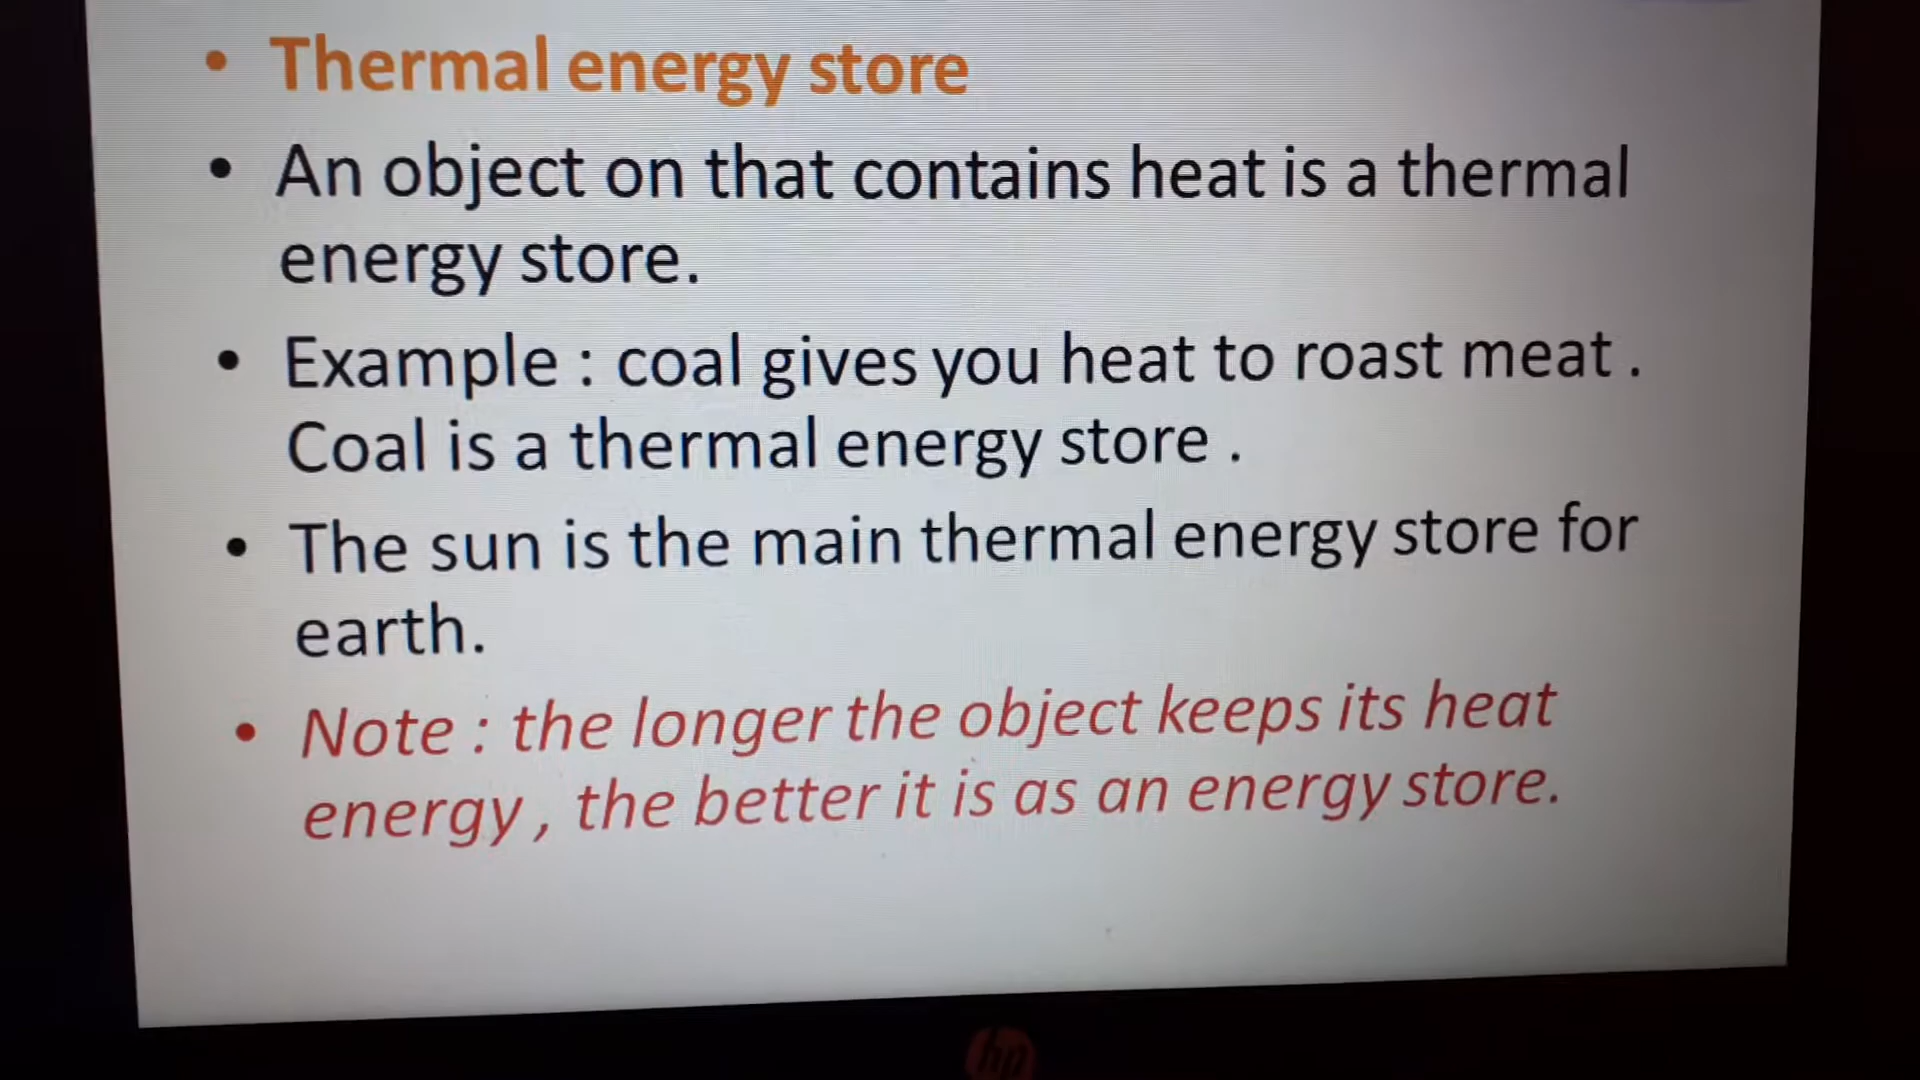 • Thermal energy store
• An object on that contains heat is a thermal
energy store.
• Example : coal gives you heat to roast meat .
Coal is a thermal energy store .
• The sun is the main thermal energy store for
earth.
• Note : the longer the object keeps its heat
energy , the better it is as an energy store.
hp